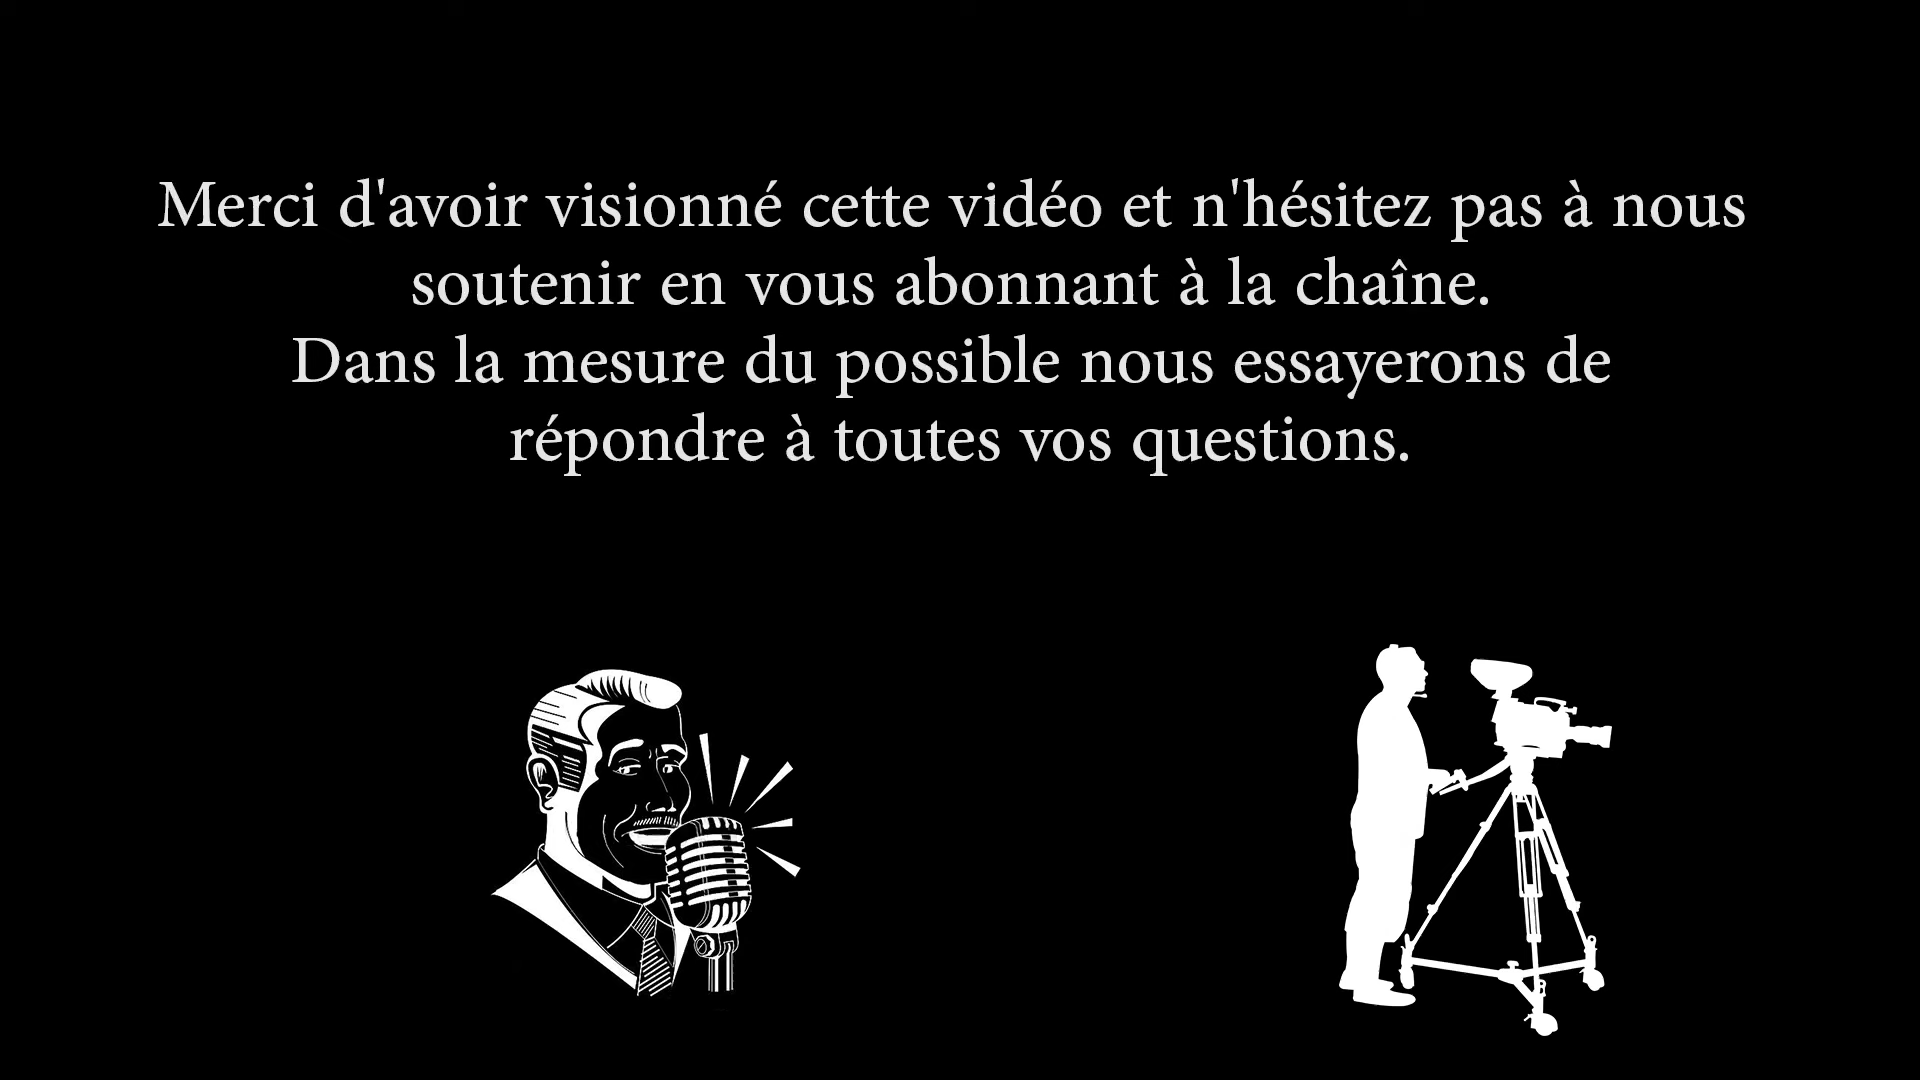 Merci d'avoir visionné cette vidéo et n'hésitez pas à nous
soutenir en vous abonnant à la chaîne.
Dans la mesure du possible nous essayerons de
répondre à toutes vos questions.